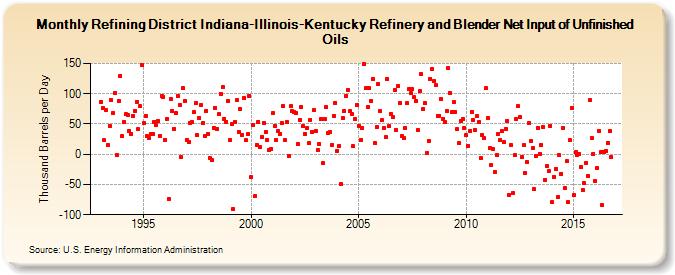 Monthly Refining District Indiana-Illinois-Kentucky Refinery and Blender Net Input of Unfinished
Oils
Thousand Barrels per Day
150
100
50
0
-50
-100
1995
2000
2005
2010
2015
Source: U.S. Energy Information Administration